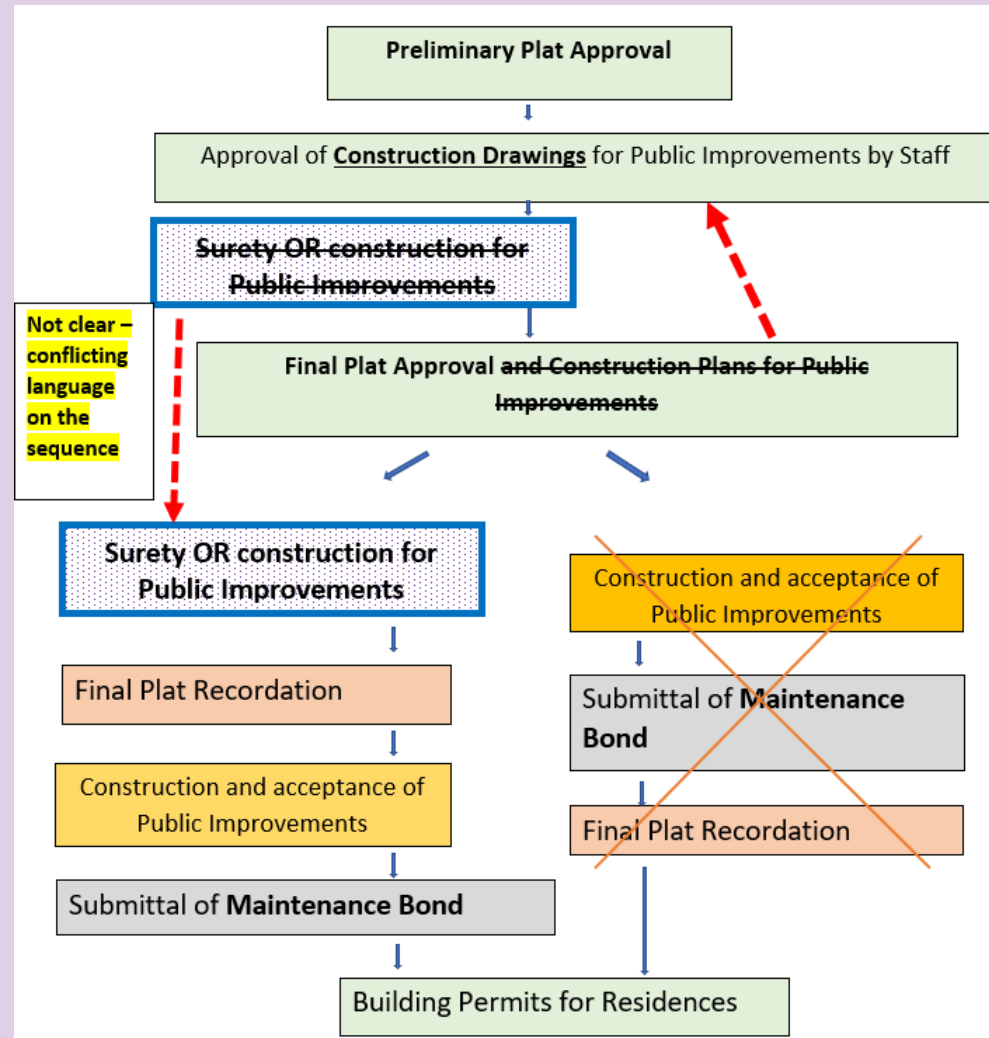 Preliminary Plat Approval
Approval of Construction Drawings for Public Improvements by Staff
Surety OR construction for
Public Improvements
Not clear –
conflicting
language
on the
sequence
Final Plat Approval and Construction Plans for Public
Improvements
Surety OR construction for
Public Improvements
Final Plat Recordation
Construction and acceptance of
Public Improvements
Submittal of Maintenance Bond
Construction and acceptance of
Public Improvements
Submittal of Maintenance
Bond
Final Plat Recordation
Building Permits for Residences